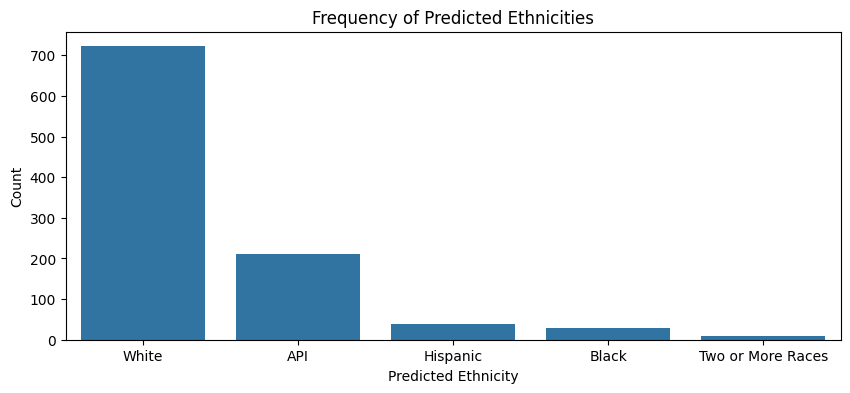 Frequency of Predicted Ethnicities
700
600
500
400
300
200
100
0
Count
White API Hispanic Black Two or More Races
Predicted Ethnicity